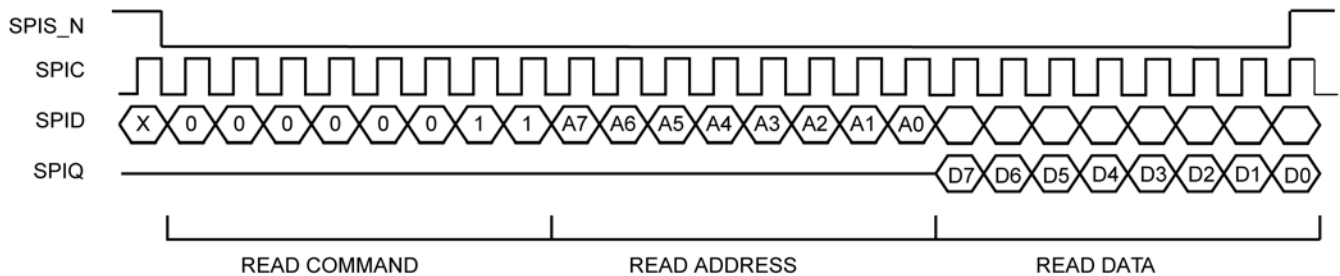 SPIS_N
SPIC
SPID X 0 0 0 0 0 0 1 1 A7 A6 A5 A4 A3 A2 A1 A0
SPIQ D7 D6 D5 D4 D3 D2 D1 D0
READ COMMAND READ ADDRESS READ DATA